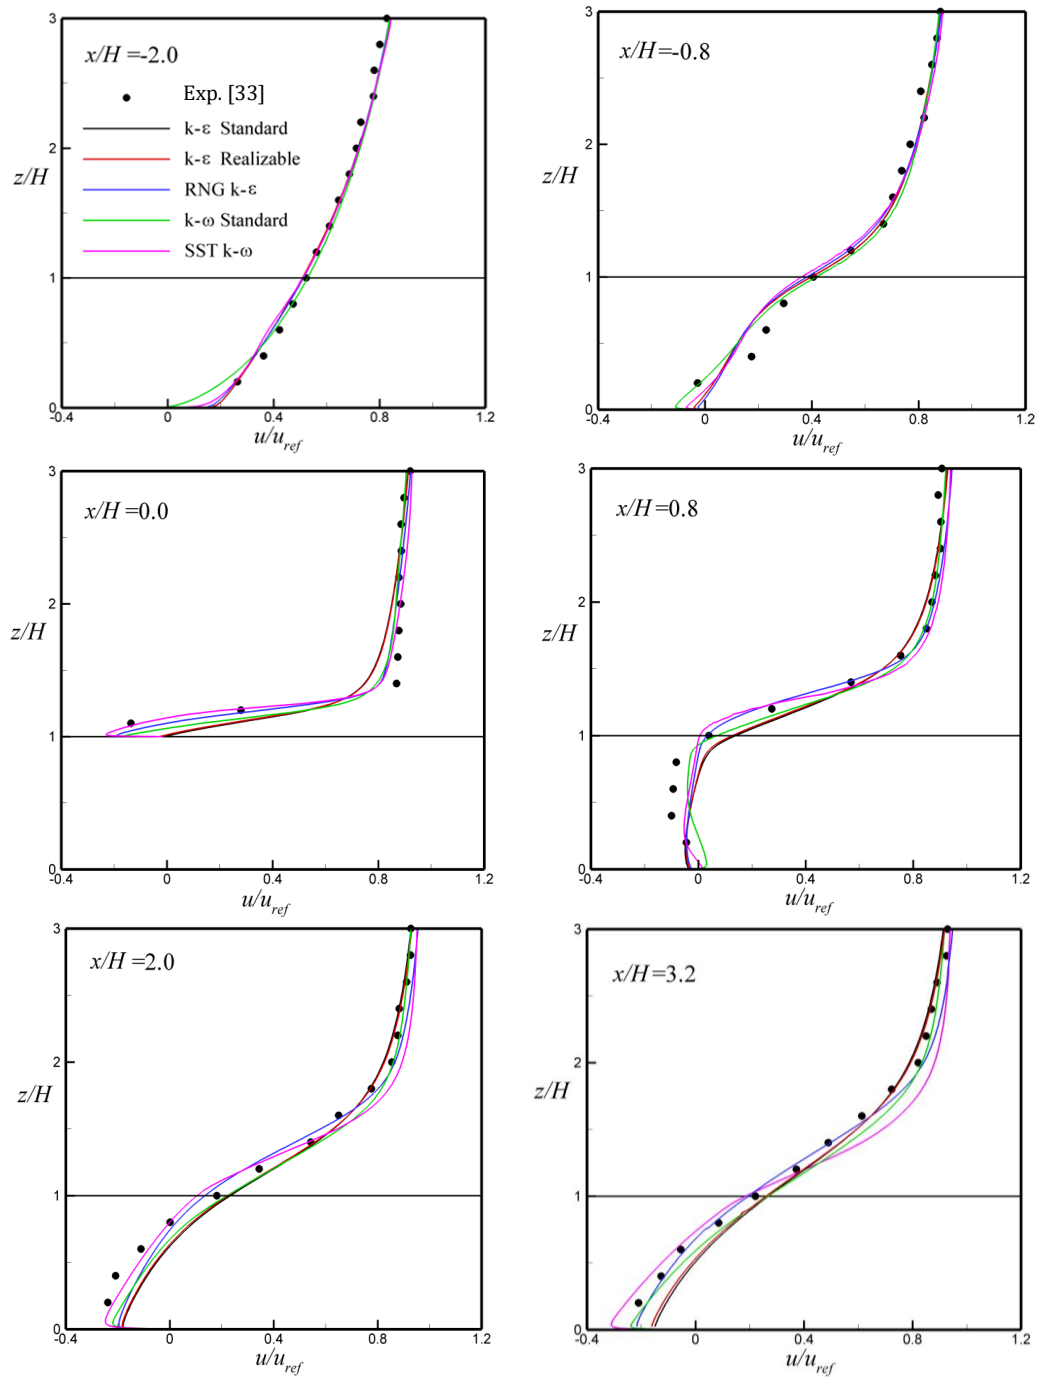 3
x/H =-2.0
Exp. [33]
k-ε Standard
k-ε Realizable
RNG k-ε
k-ω Standard
SST k-ω
2
z/H
1
0
-0.4 0 0.4 0.8 1.2
u/u_ref
3
x/H =-0.8
2
z/H
1
0
-0.4 0 0.4 0.8 1.2
u/u_ref
3
x/H =0.0
2
z/H
1
0
-0.4 0 0.4 0.8 1.2
u/u_ref
3
x/H =0.8
2
z/H
1
0
-0.4 0 0.4 0.8 1.2
u/u_ref
3
x/H =2.0
2
z/H
1
0
-0.4 0 0.4 0.8 1.2
u/u_ref
3
x/H =3.2
2
z/H
1
0
-0.4 0 0.4 0.8 1.2
u/u_ref